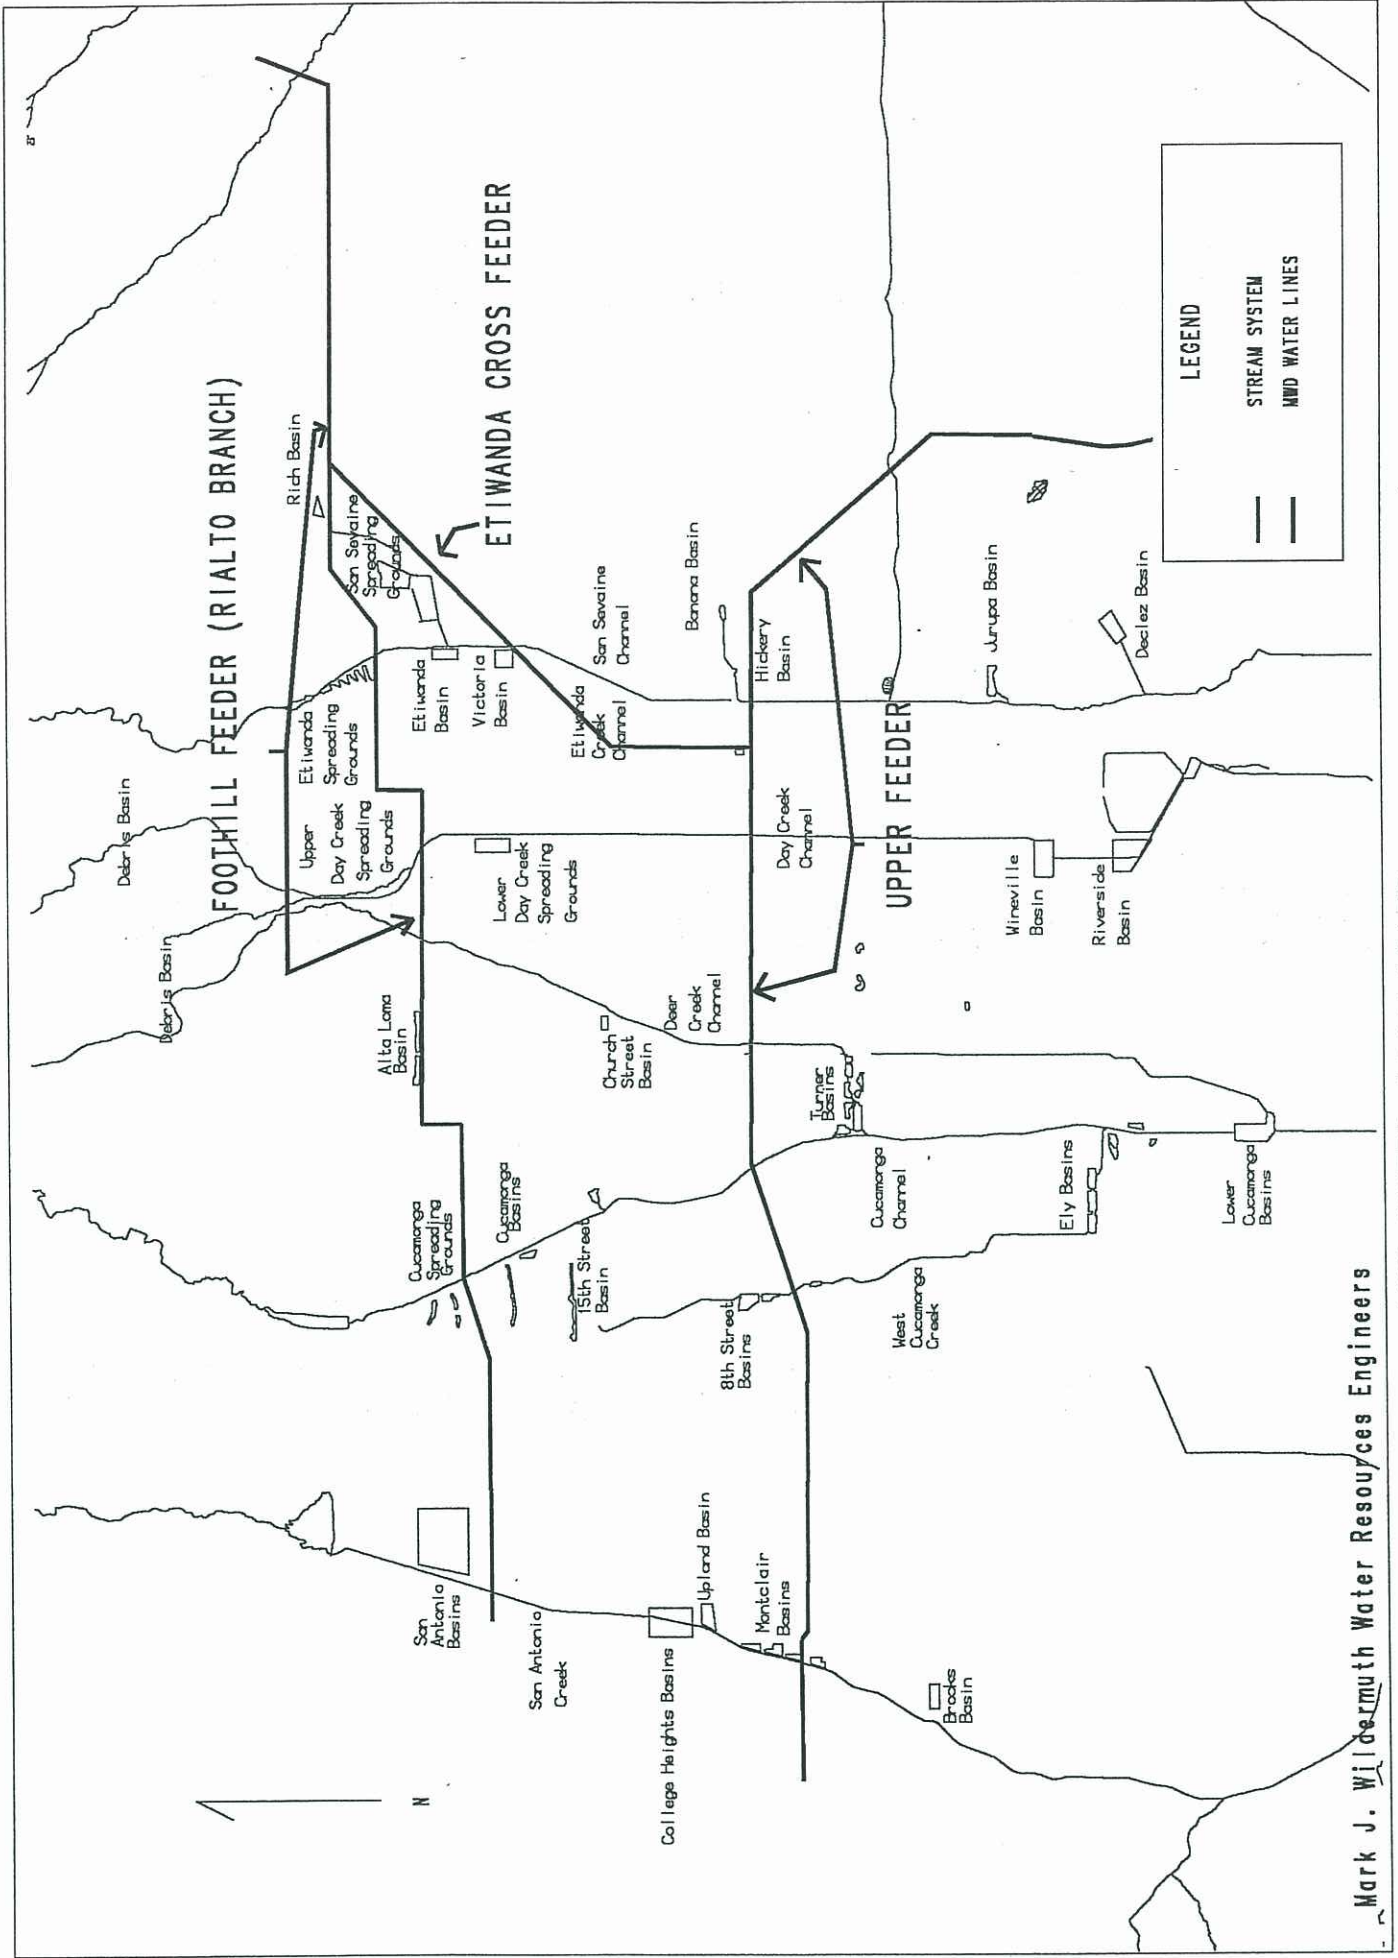 FOOTHILL FEEDER (RIALTO BRANCH)
ETIWANDA CROSS FEEDER
UPPER FEEDER
Debris Basin
Debris Basin
Rich Basin
San Sevaine
Spreading
Grounds
Etiwanda
Spreading
Grounds
Upper
Day Creek
Spreading
Grounds
Alta Loma
Basin
Cucamonga
Spreading
Grounds
San
Antonio
Basins
Etiwanda
Basin
Victoria
Basin
Lower
Day Creek
Spreading
Grounds
Cucamonga
Basins
San Antonio
Creek
San Sevaine
Channel
Etiwanda
Creek
Channel
Church
Street
Basin
Deer
Creek
Channel
15th Street
Basin
College Heights Basins
Upland Basin
Banana Basin
Hickery
Basin
Day Creek
Channel
8th Street
Basins
Montclair
Basins
Turner
Basins
Cucamonga
Channel
West
Cucamonga
Creek
Brooks
Basin
Jurupa Basin
Wineville
Basin
Ely Basins
Declez Basin
Riverside
Basin
Lower
Cucamonga
Basins
N
LEGEND
STREAM SYSTEM
MWD WATER LINES
Mark J. Wildermuth Water Resources Engineers